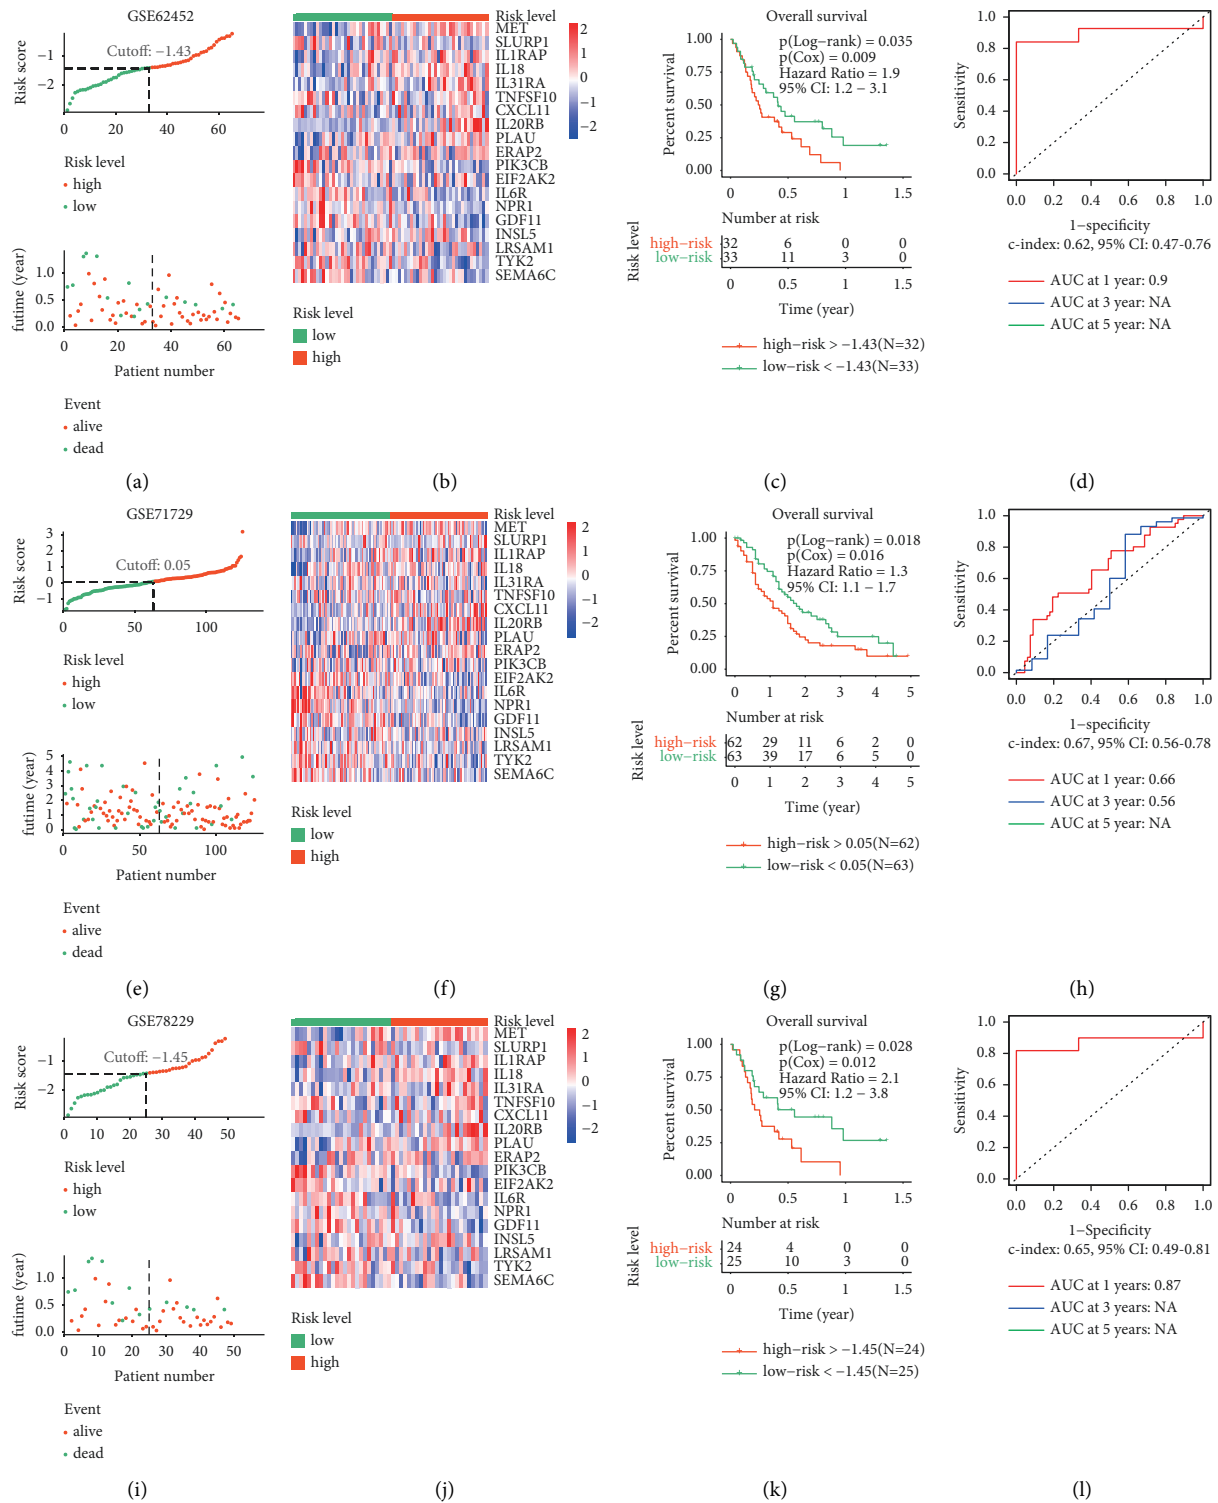 GSE62452
Risk score
−1
−2
Cutoff: −1.43
0 20 40 60
Risk level
high
low
futime (year)
1.0
0.5
0.0
0 20 40 60
Patient number
Event
alive
dead
(a)
Risk level
MET
SLURP1
IL1RAP
IL18
IL31RA
TNFSF10
CXCL11
IL20RB
PLAU
ERAP2
PIK3CB
EIF2AK2
IL6R
NPR1
GDF11
INSL5
LRSAM1
TYK2
SEMA6C
2
1
0
−1
−2
Risk level
low
high
(b)
Overall survival
p(Log−rank) = 0.035
p(Cox) = 0.009
Hazard Ratio = 1.9
95% CI: 1.2 − 3.1
Percent survival
1.00
0.75
0.50
0.25
0.00
0 0.5 1 1.5
Number at risk
Risk level
high−risk 32 6 0 0
low−risk 33 11 3 0
0 0.5 1 1.5
Time (year)
high−risk > −1.43(N=32)
low−risk < −1.43(N=33)
(c)
Sensitivity
1.0
0.8
0.6
0.4
0.2
0.0
0.0 0.2 0.4 0.6 0.8 1.0
1−specificity
c-index: 0.62, 95% CI: 0.47-0.76
AUC at 1 year: 0.9
AUC at 3 year: NA
AUC at 5 year: NA
(d)
GSE71729
Risk score
3
2
1
0
−1
Cutoff: 0.05
0 50 100
Risk level
high
low
futime (year)
5
4
3
2
1
0
0 50 100
Patient number
Event
alive
dead
(e)
Risk level
MET
SLURP1
IL1RAP
IL18
IL31RA
TNFSF10
CXCL11
IL20RB
PLAU
ERAP2
PIK3CB
EIF2AK2
IL6R
NPR1
GDF11
INSL5
LRSAM1
TYK2
SEMA6C
2
1
0
−1
−2
Risk level
low
high
(f)
Overall survival
p(Log−rank) = 0.018
p(Cox) = 0.016
Hazard Ratio = 1.3
95% CI: 1.1 − 1.7
Percent survival
1.00
0.75
0.50
0.25
0.00
0 1 2 3 4 5
Number at risk
Risk level
high−risk 62 29 11 6 2 0
low−risk 63 39 17 6 5 0
0 1 2 3 4 5
Time (year)
high−risk > 0.05(N=62)
low−risk < 0.05(N=63)
(g)
Sensitivity
1.0
0.8
0.6
0.4
0.2
0.0
0.0 0.2 0.4 0.6 0.8 1.0
1−specificity
c-index: 0.67, 95% CI: 0.56-0.78
AUC at 1 year: 0.66
AUC at 3 year: 0.56
AUC at 5 year: NA
(h)
GSE78229
Risk score
−1
−2
Cutoff: −1.45
0 10 20 30 40 50
Risk level
high
low
futime (year)
1.0
0.5
0.0
0 10 20 30 40 50
Patient number
Event
alive
dead
(i)
Risk level
MET
SLURP1
IL1RAP
IL18
IL31RA
TNFSF10
CXCL11
IL20RB
PLAU
ERAP2
PIK3CB
EIF2AK2
IL6R
NPR1
GDF11
INSL5
LRSAM1
TYK2
SEMA6C
2
1
0
−1
−2
Risk level
low
high
(j)
Overall survival
p(Log−rank) = 0.028
p(Cox) = 0.012
Hazard Ratio = 2.1
95% CI: 1.2 − 3.8
Percent survival
1.00
0.75
0.50
0.25
0.00
0 0.5 1 1.5
Number at risk
Risk level
high−risk 24 4 0 0
low−risk 25 10 3 0
0 0.5 1 1.5
Time (year)
high−risk > −1.45(N=24)
low−risk < −1.45(N=25)
(k)
Sensitivity
1.0
0.8
0.6
0.4
0.2
0.0
0.0 0.2 0.4 0.6 0.8 1.0
1−Specificity
c-index: 0.65, 95% CI: 0.49-0.81
AUC at 1 years: 0.87
AUC at 3 years: NA
AUC at 5 years: NA
(l)